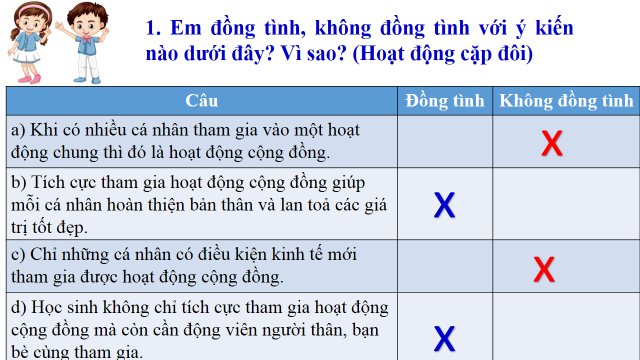 1. Em đồng tình, không đồng tình với ý kiến
nào dưới đây? Vì sao? (Hoạt động cặp đôi)
Câu Đồng tình Không đồng tình
a) Khi có nhiều cá nhân tham gia vào một hoạt
động chung thì đó là hoạt động cộng đồng.
X
b) Tích cực tham gia hoạt động cộng đồng giúp
mỗi cá nhân hoàn thiện bản thân và lan toả các giá
trị tốt đẹp.
X
c) Chỉ những cá nhân có điều kiện kinh tế mới
tham gia được hoạt động cộng đồng.
X
d) Học sinh không chỉ tích cực tham gia hoạt động
cộng đồng mà còn cần động viên người thân, bạn
bè cùng tham gia.
X